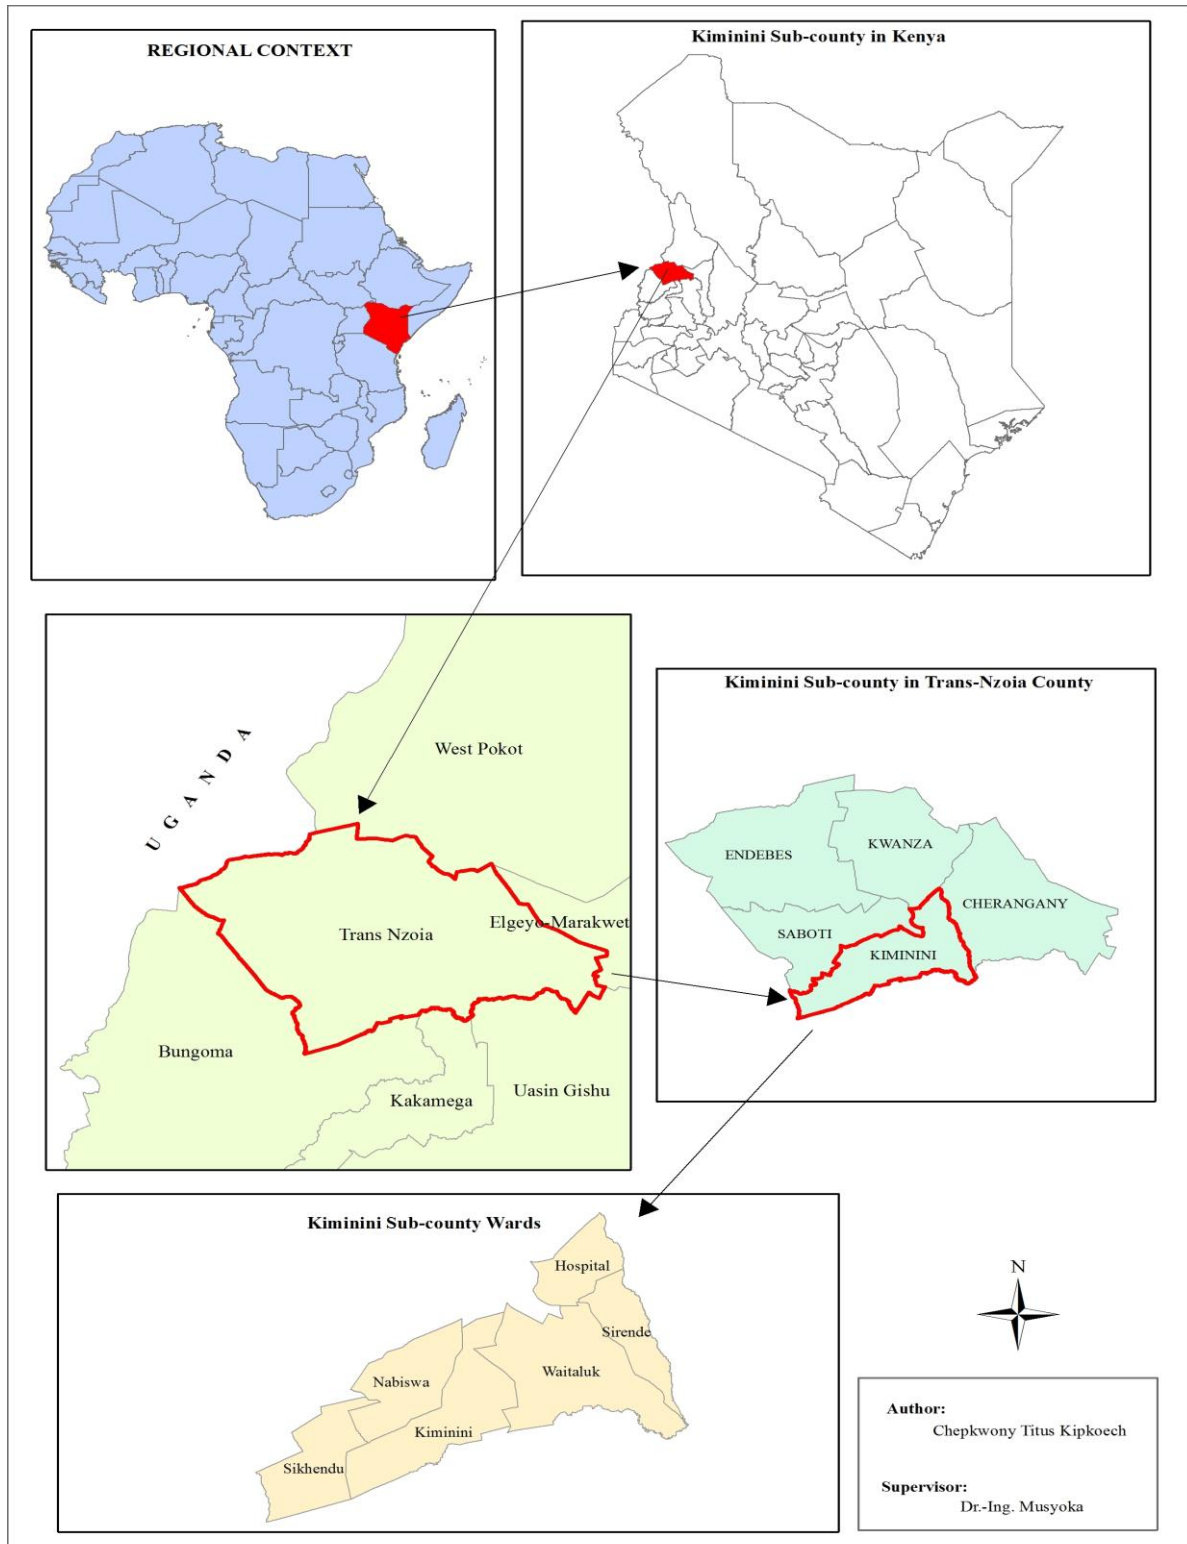 REGIONAL CONTEXT
Kiminini Sub-county in Kenya
UGANDA
West Pokot
Elgeyo-Marakwet
Trans Nzoia
Bungoma
Kakamega
Uasin Gishu
Kiminini Sub-county in Trans-Nzoia County
ENDEBES
KWANZA
CHERANGANY
SABOTI
KIMININI
Kiminini Sub-county Wards
Hospital
Sirende
Waitaluk
Nabiswa
Kiminini
Sikhendu
N
Author:
Chepkwony Titus Kipkoech
Supervisor:
Dr.-Ing. Musyoka